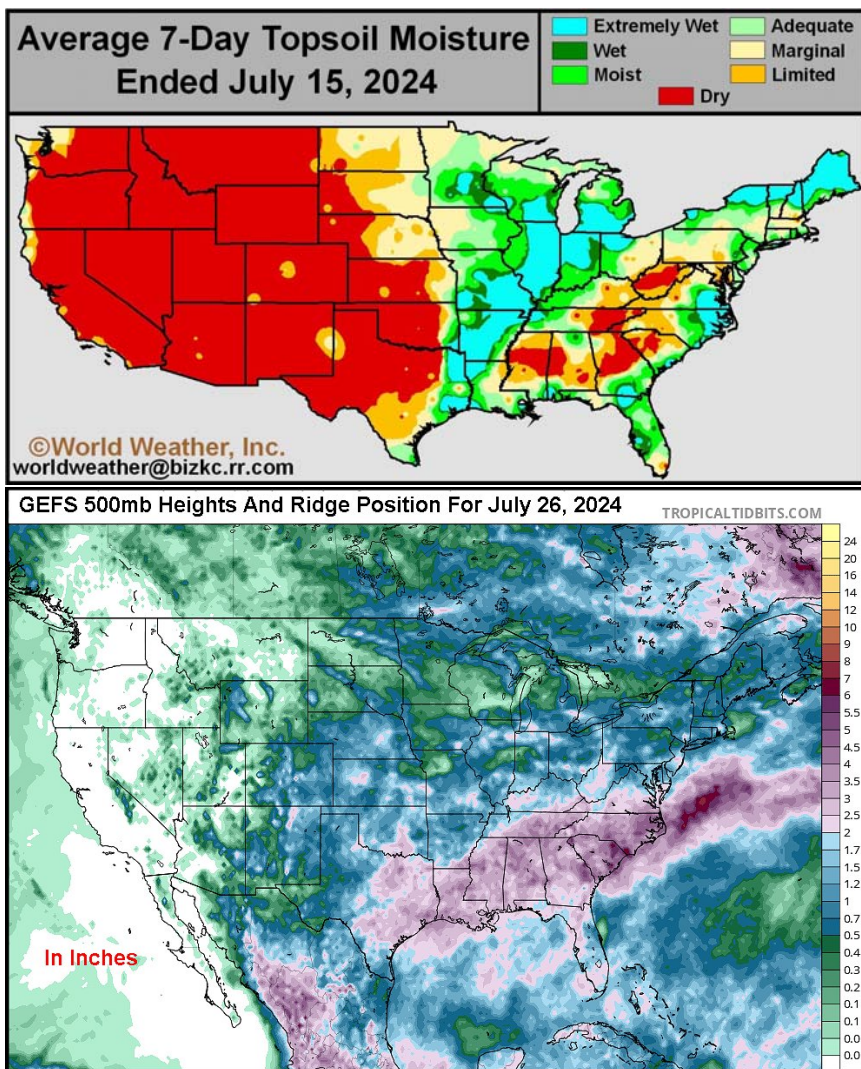 Average 7-Day Topsoil Moisture
Ended July 15, 2024
Extremely Wet
Adequate
Wet
Marginal
Moist
Limited
Dry
©World Weather, Inc.
worldweather@bizkc.rr.com
GEFS 500mb Heights And Ridge Position For July 26, 2024
TROPICALTIDBITS.COM
24
20
16
14
12
10
9
8
7
6
5.5
5
4.5
4
3.5
3
2.5
2
1.7
1.5
1.2
1
0.7
0.5
0.4
0.3
0.2
0.1
0.1
0.0
0.0
In Inches